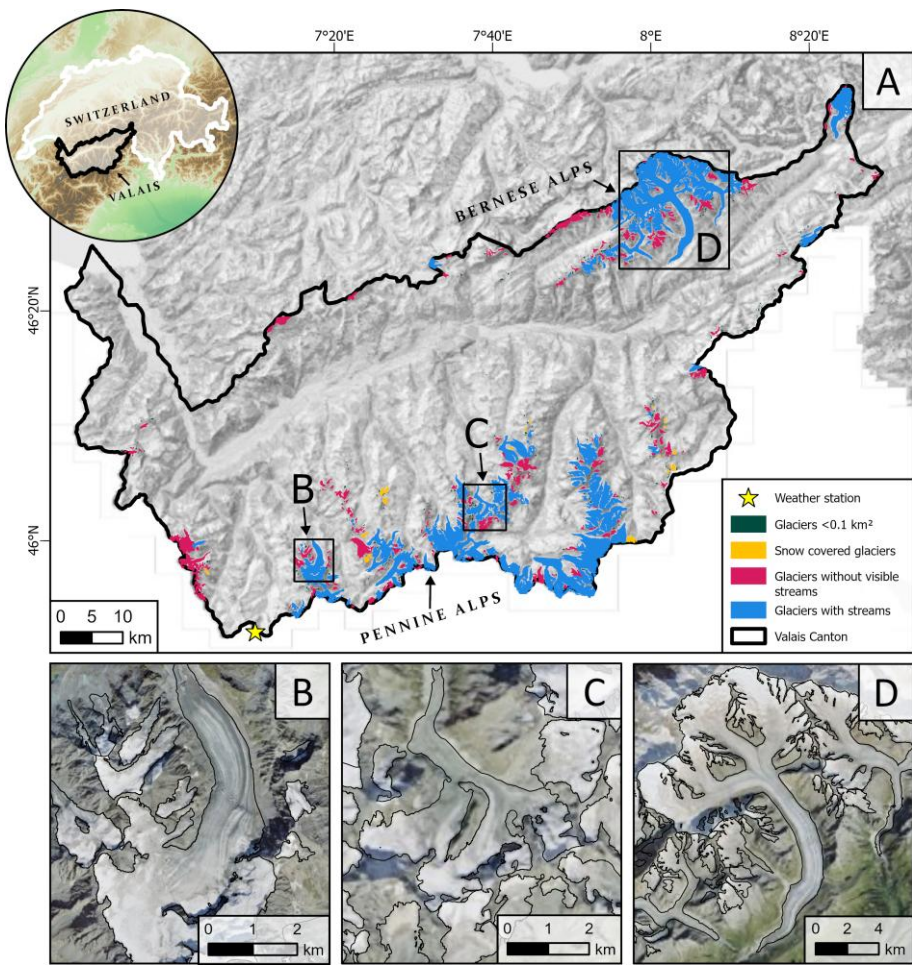 7°20'E
7°40'E
8°E
8°20'E
A
SWITZERLAND
VALAIS
BERNESE ALPS
D
46°20'N
C
B
46°N
PENNINE ALPS
Weather station
Glaciers <0.1 km²
Snow covered glaciers
Glaciers without visible
streams
Glaciers with streams
Valais Canton
0 5 10
km
B
0 1 2
km
C
0 1 2
km
D
0 2 4
km